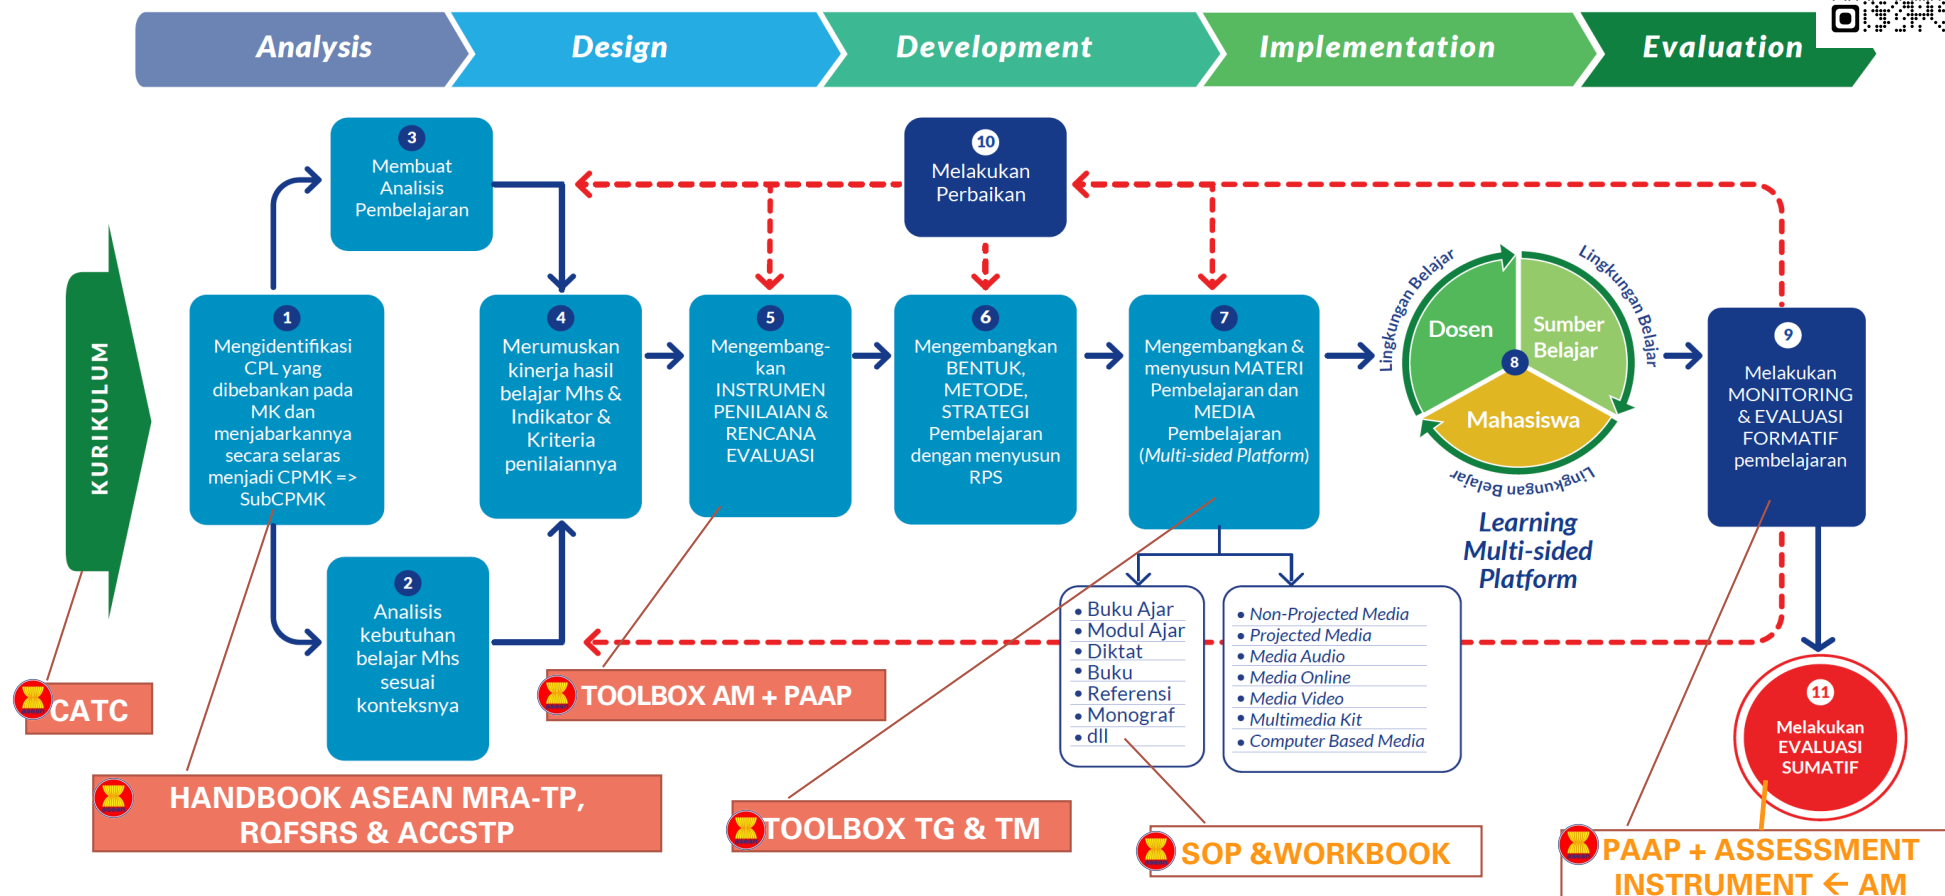 Analysis
Design
Development
Implementation
Evaluation
KURIKULUM
3
Membuat
Analisis
Pembelajaran
10
Melakukan
Perbaikan
1
Mengidentifikasi
CPL yang
dibebankan pada
MK dan
menjabarkannya
secara selaras
menjadi CPMK =>
SubCPMK
2
Analisis
kebutuhan
belajar Mhs
sesuai
konteksnya
4
Merumuskan
kinerja hasil
belajar Mhs &
Indikator &
Kriteria
penilaiannya
5
Mengembang-
kan
INSTRUMEN
PENILAIAN &
RENCANA
EVALUASI
6
Mengembangkan
BENTUK,
METODE,
STRATEGI
Pembelajaran
dengan menyusun
RPS
7
Mengembangkan &
menyusun MATERI
Pembelajaran dan
MEDIA
Pembelajaran
(Multi-sided Platform)
Lingkungan Belajar
Lingkungan Belajar
Lingkungan Belajar
Dosen
Sumber
Belajar
8
Mahasiswa
Learning
Multi-sided
Platform
9
Melakukan
MONITORING
& EVALUASI
FORMATIF
pembelajaran
• Buku Ajar
• Modul Ajar
• Diktat
• Buku
• Referensi
• Monograf
• dll
• Non-Projected Media
• Projected Media
• Media Audio
• Media Online
• Media Video
• Multimedia Kit
• Computer Based Media
11
Melakukan
EVALUASI
SUMATIF
CATC
TOOLBOX AM + PAAP
HANDBOOK ASEAN MRA-TP,
RQFSRS & ACCSTP
TOOLBOX TG & TM
SOP &WORKBOOK
PAAP + ASSESSMENT
INSTRUMENT ← AM